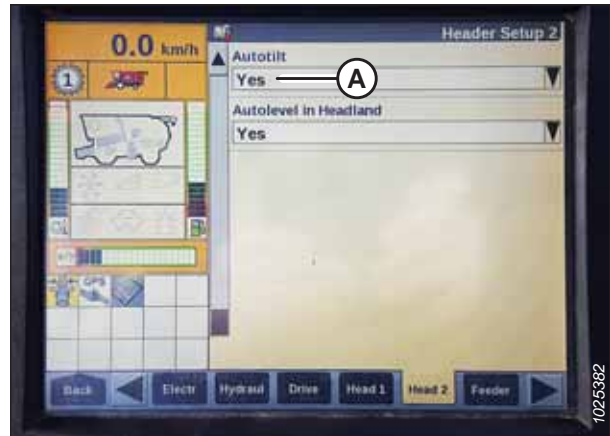 0.0 km/h
Header Setup 2
1
Autotilt
Yes
A
Autolevel in Headland
Yes
GPS
Back
Electr
Hydraul
Drive
Head 1
Head 2
Feeder
1025382